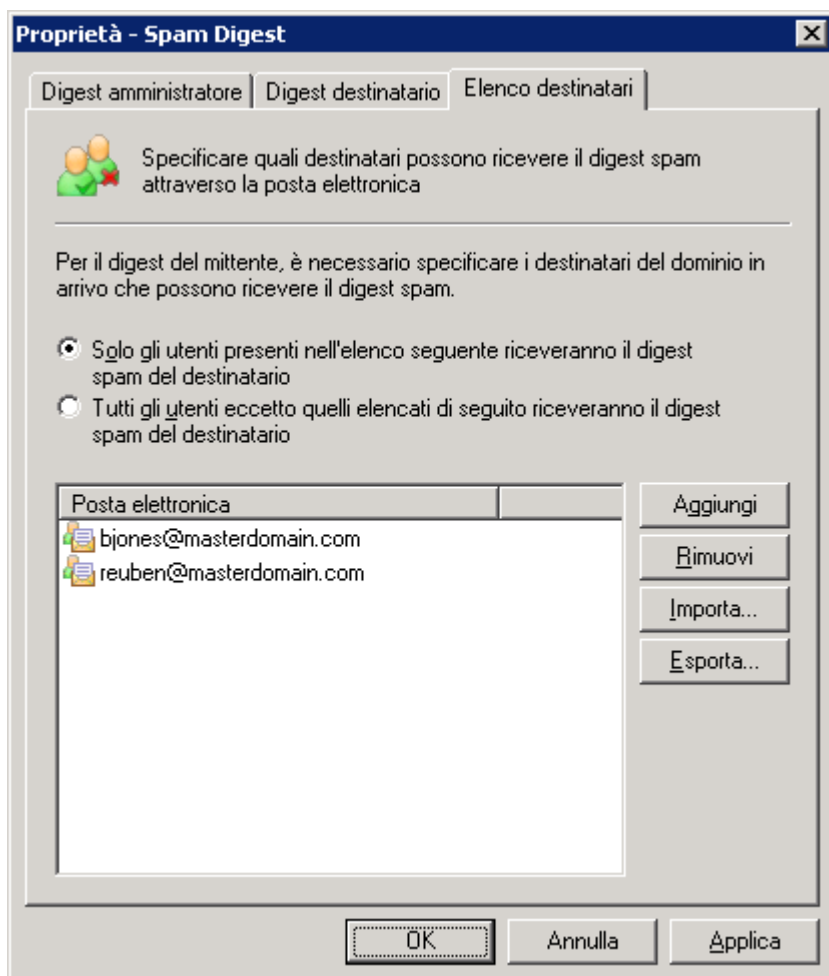 Proprietà - Spam Digest
Digest amministratore
Digest destinatario
Elenco destinatari
Specificare quali destinatari possono ricevere il digest spam
attraverso la posta elettronica
Per il digest del mittente, è necessario specificare i destinatari del dominio in
arrivo che possono ricevere il digest spam.
Solo gli utenti presenti nell'elenco seguente riceveranno il digest
spam del destinatario
Tutti gli utenti eccetto quelli elencati di seguito riceveranno il digest
spam del destinatario
Posta elettronica
bjones@masterdomain.com
reuben@masterdomain.com
Aggiungi
Rimuovi
Importa...
Esporta...
OK
Annulla
Applica